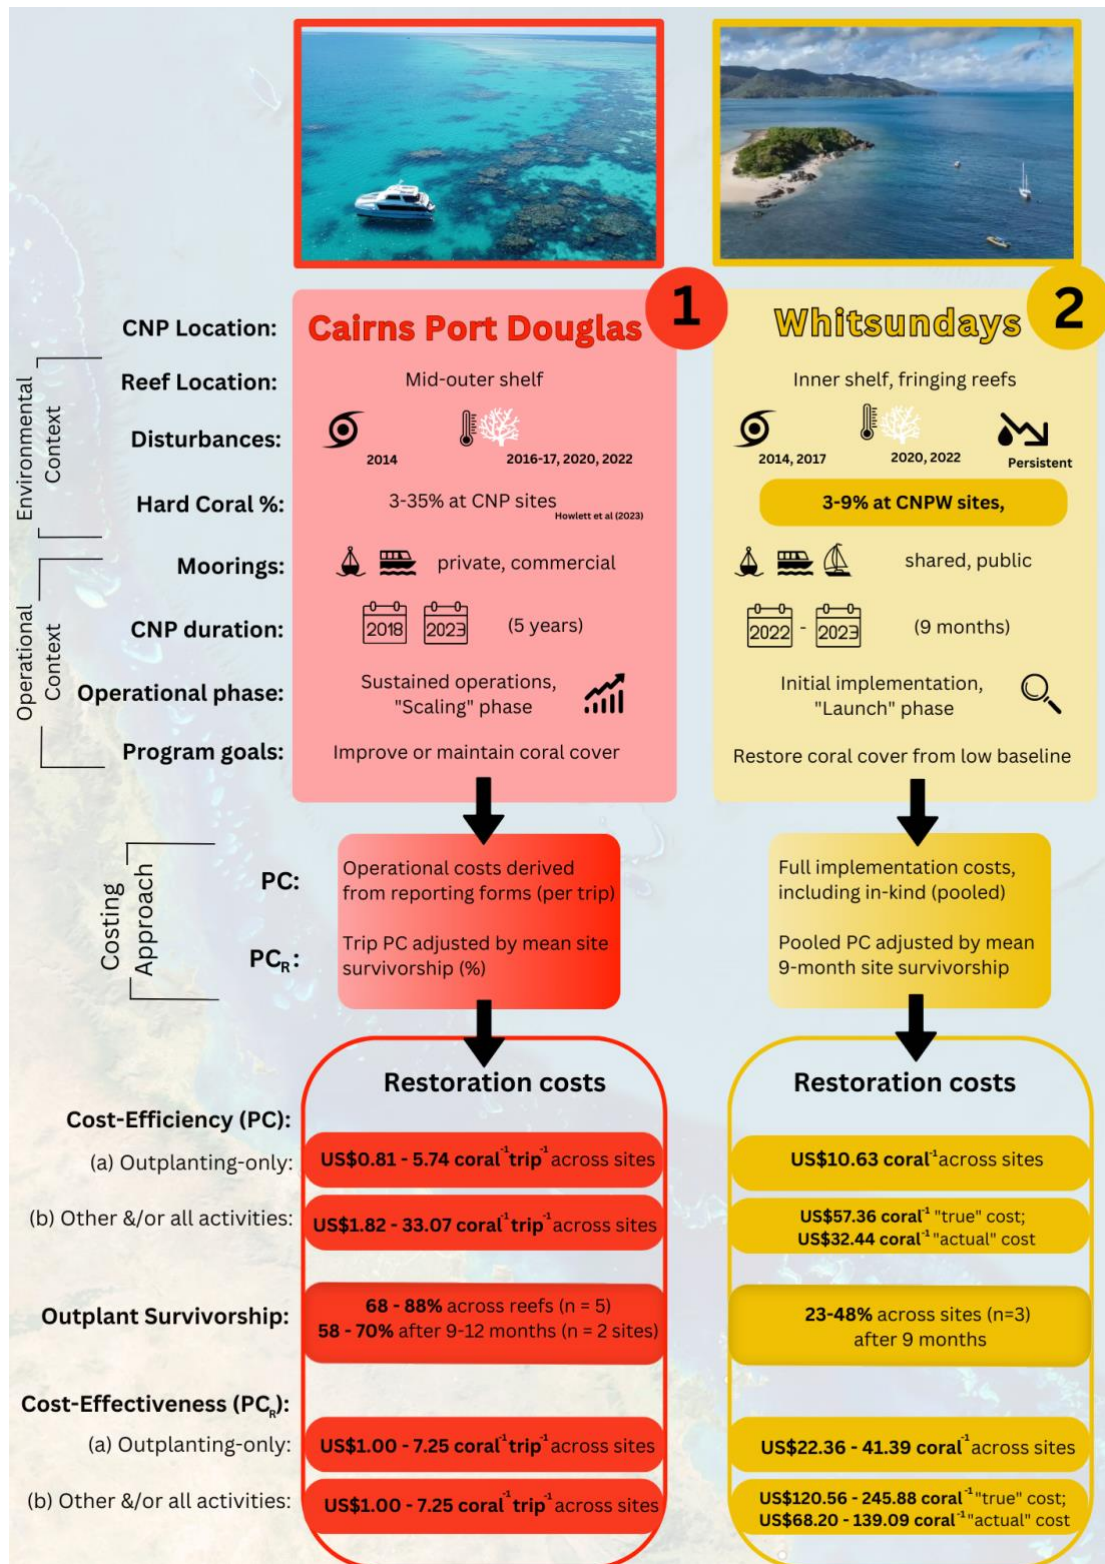 1
2
CNP Location:
Cairns Port Douglas
Whitsundays
Environmental
Context
Reef Location:
Mid-outer shelf
Inner shelf, fringing reefs
Disturbances:
2014
2016-17, 2020, 2022
2014, 2017
2020, 2022
Persistent
Hard Coral %:
3-35% at CNP sites
Howlett et al (2023)
3-9% at CNPW sites,
Operational
Context
Moorings:
private, commercial
shared, public
CNP duration:
2018
2023
(5 years)
2022
-
2023
(9 months)
Operational phase:
Sustained operations,
"Scaling" phase
Initial implementation,
"Launch" phase
Program goals:
Improve or maintain coral cover
Restore coral cover from low baseline
Costing
Approach
PC:
Operational costs derived
from reporting forms (per trip)
Full implementation costs,
including in-kind (pooled)
PCR:
Trip PC adjusted by mean site
survivorship (%)
Pooled PC adjusted by mean
9-month site survivorship
Restoration costs
Restoration costs
Cost-Efficiency (PC):
(a) Outplanting-only:
US$0.81 - 5.74 coral-1 trip-1 across sites
US$10.63 coral-1 across sites
(b) Other &/or all activities:
US$1.82 - 33.07 coral-1 trip-1 across sites
US$57.36 coral-1 "true" cost;
US$32.44 coral-1 "actual" cost
Outplant Survivorship:
68 - 88% across reefs (n = 5)
58 - 70% after 9-12 months (n = 2 sites)
23-48% across sites (n=3)
after 9 months
Cost-Effectiveness (PCR):
(a) Outplanting-only:
US$1.00 - 7.25 coral-1 trip-1 across sites
US$22.36 - 41.39 coral-1 across sites
(b) Other &/or all activities:
US$1.00 - 7.25 coral-1 trip-1 across sites
US$120.56 - 245.88 coral-1 "true" cost;
US$68.20 - 139.09 coral-1 "actual" cost